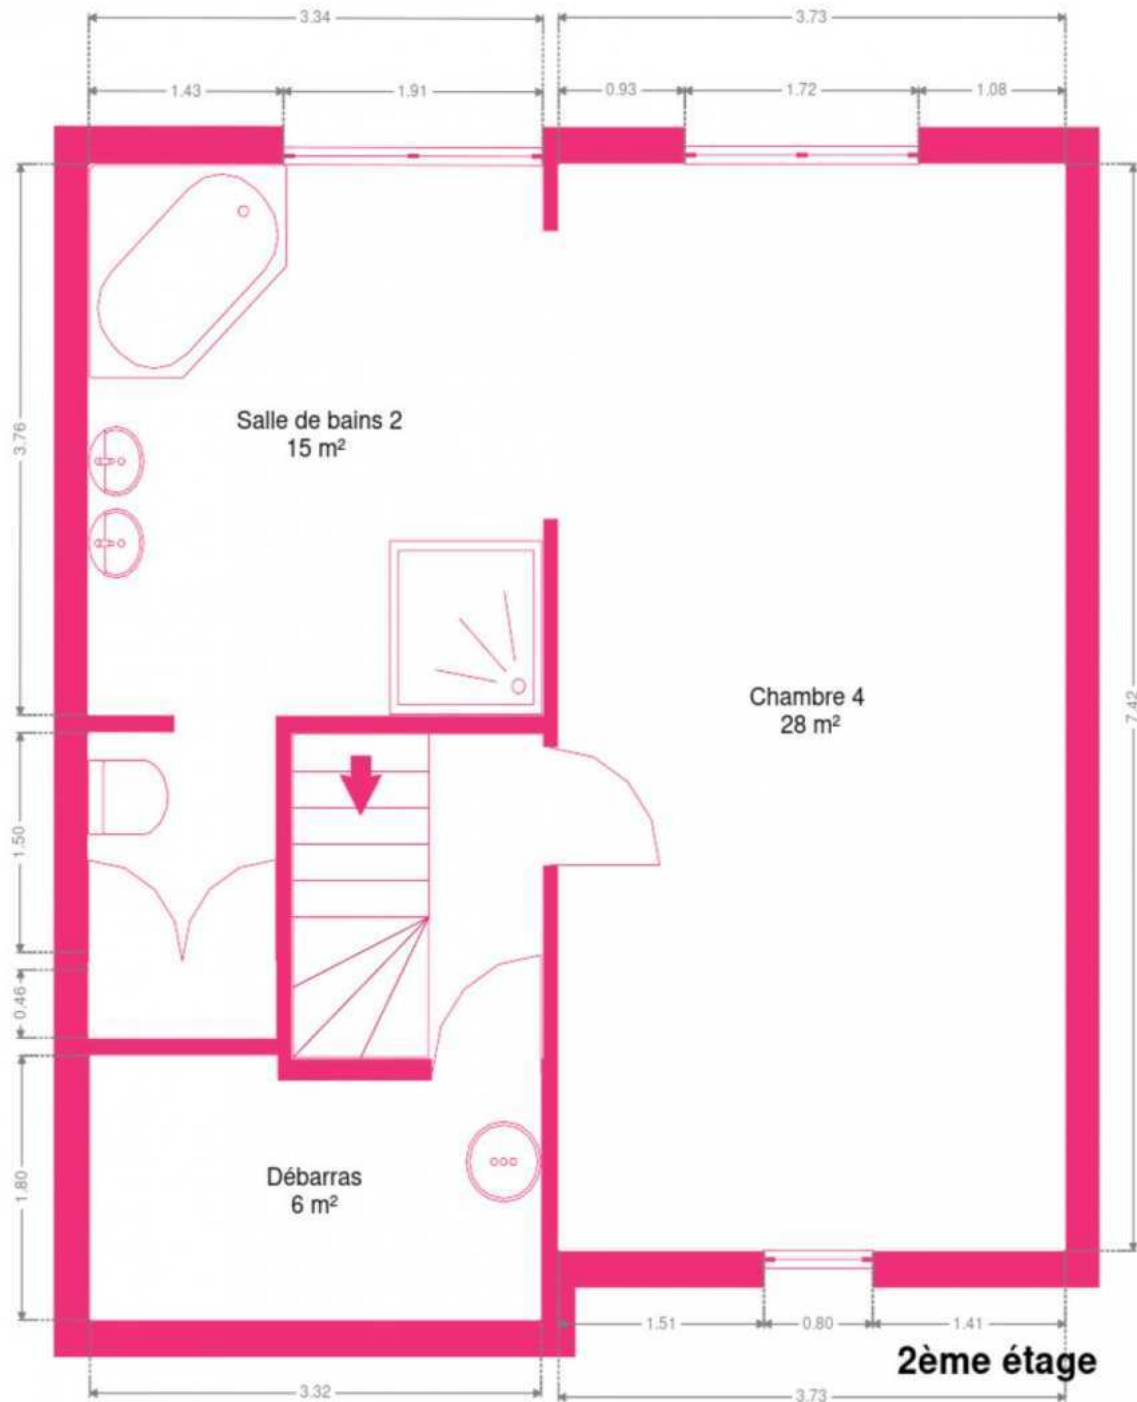 3.34
3.73
1.43
1.91
0.93
1.72
1.08
3.76
Salle de bains 2
15 m²
Chambre 4
28 m²
7.42
1.50
0.46
1.80
Débarras
6 m²
1.51
0.80
1.41
2ème étage
3.32
3.73